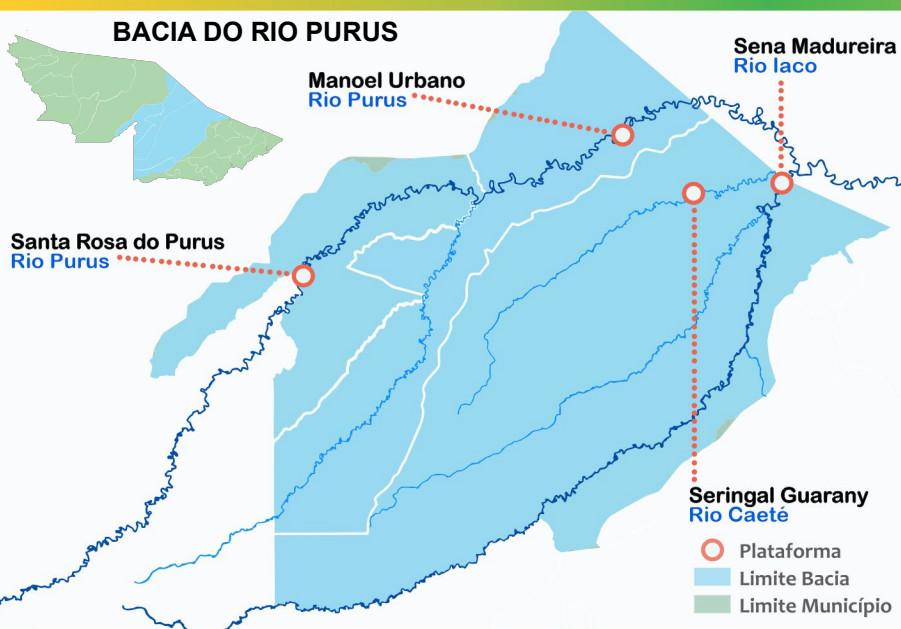 BACIA DO RIO PURUS
Sena Madureira
Rio Iaco
Manoel Urbano
Rio Purus
Santa Rosa do Purus
Rio Purus
Seringal Guarany
Rio Caeté
Plataforma
Limite Bacia
Limite Município